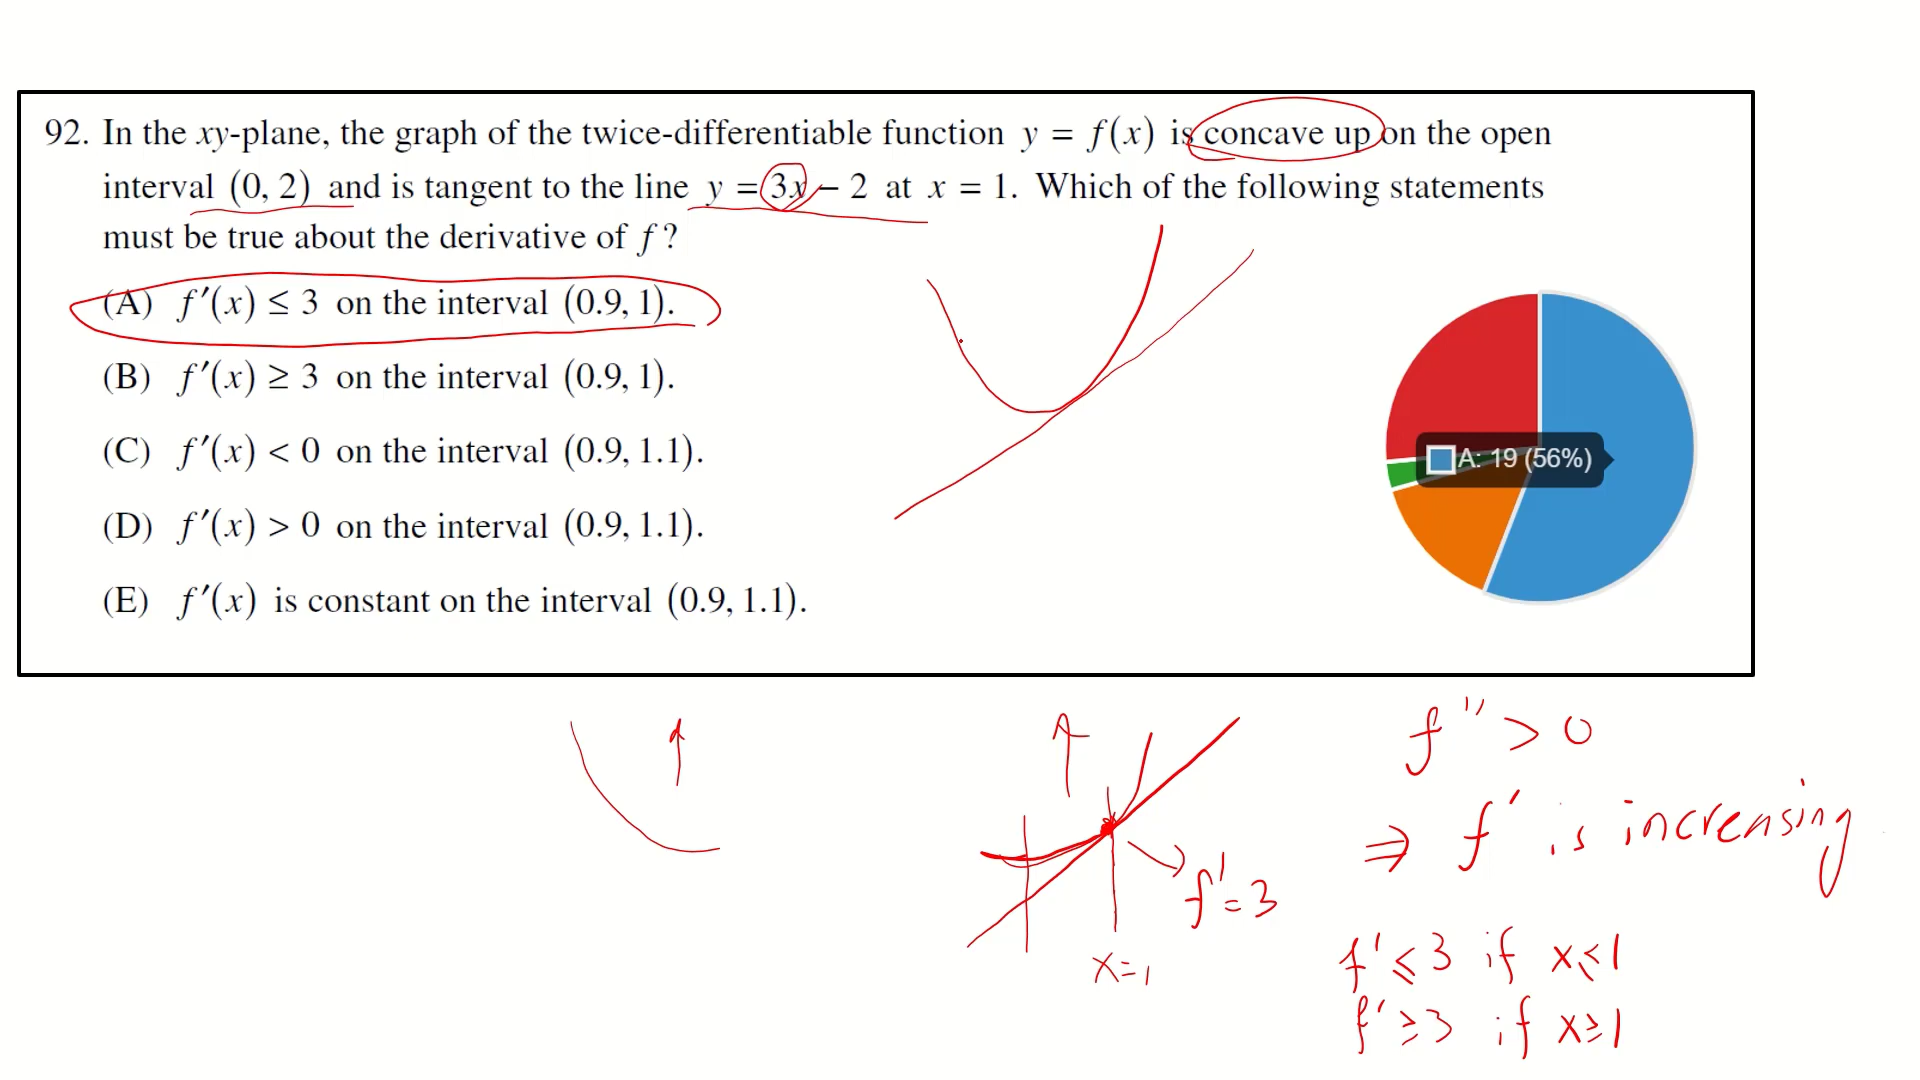 92. In the xy-plane, the graph of the twice-differentiable function y = f(x) is concave up on the open
interval (0, 2) and is tangent to the line y = 3x − 2 at x = 1. Which of the following statements
must be true about the derivative of f ?
(A) f′(x) ≤ 3 on the interval (0.9, 1).
(B) f′(x) ≥ 3 on the interval (0.9, 1).
(C) f′(x) < 0 on the interval (0.9, 1.1).
(D) f′(x) > 0 on the interval (0.9, 1.1).
(E) f′(x) is constant on the interval (0.9, 1.1).
A: 19 (56%)
f″ > 0
⇒ f′ is increasing
f′ = 3
x = 1
f′ ≤ 3 if x ≤ 1
f′ ≥ 3 if x ≥ 1